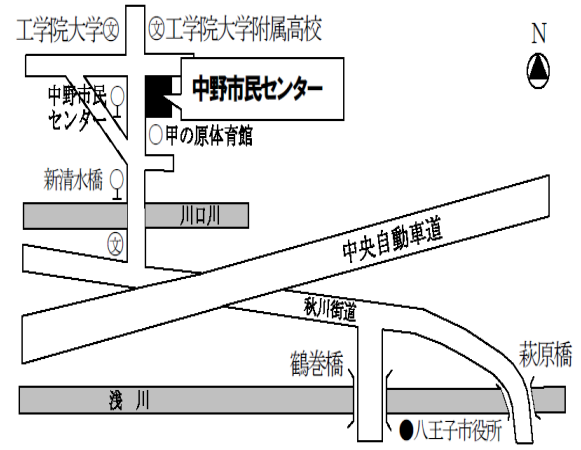 工学院大学文
文工学院大学附属高校
N
中野市民
センター
中野市民センター
甲の原体育館
新清水橋
川口川
文
中央自動車道
秋川街道
鶴巻橋
萩原橋
浅川
八王子市役所